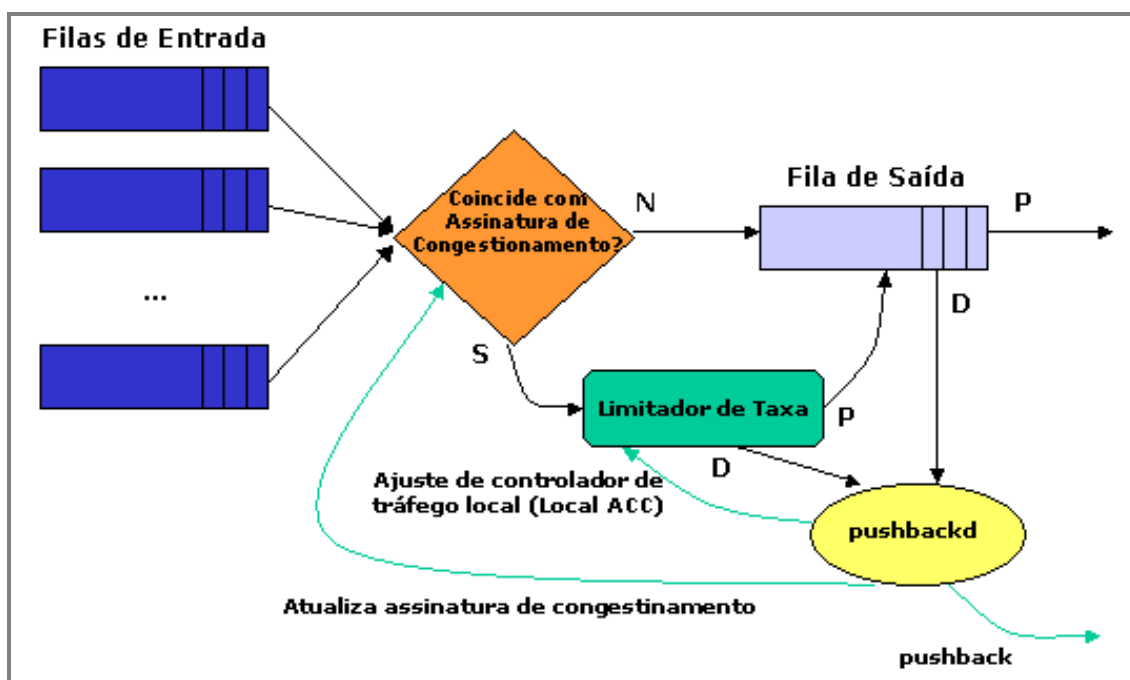 Filas de Entrada
...
Coincide com
Assinatura de
Congestionamento?
N
Fila de Saída
P
D
S
Limitador de Taxa
P
D
Ajuste de controlador de
tráfego local (Local ACC)
pushbackd
Atualiza assinatura de congestinamento
pushback